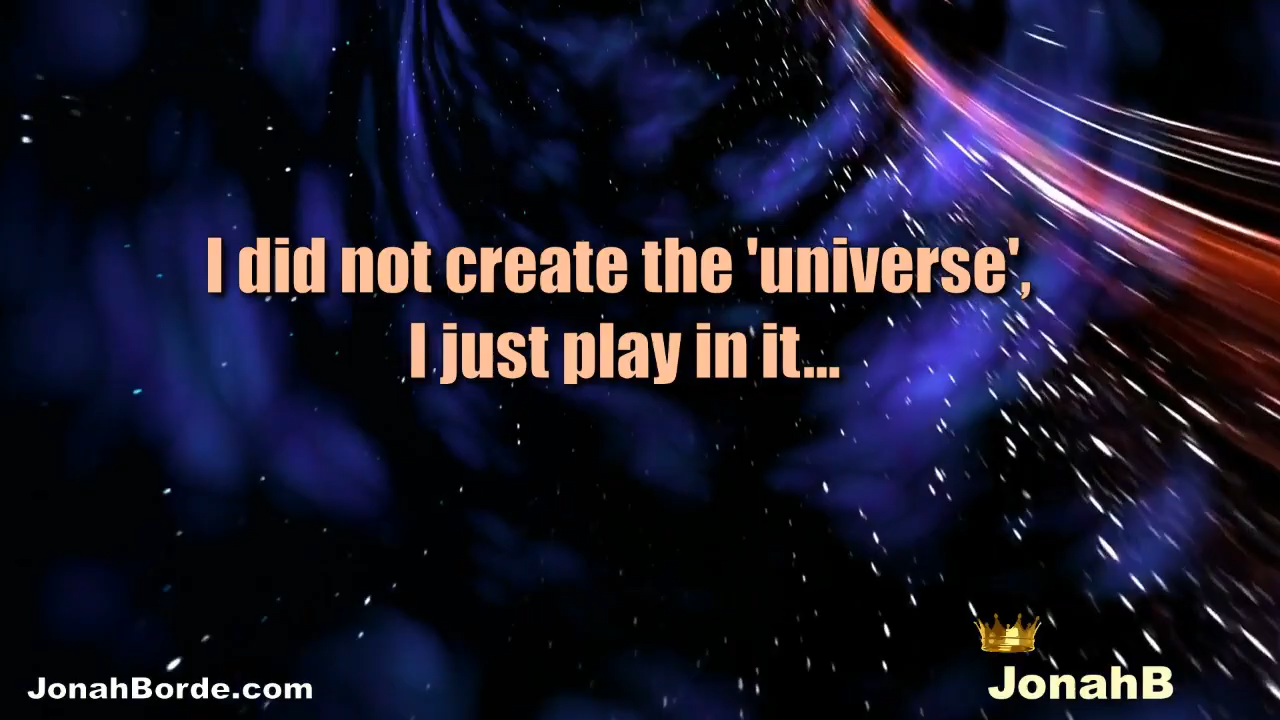 I did not create the 'universe',
I just play in it...
JonahBorde.com
JonahB